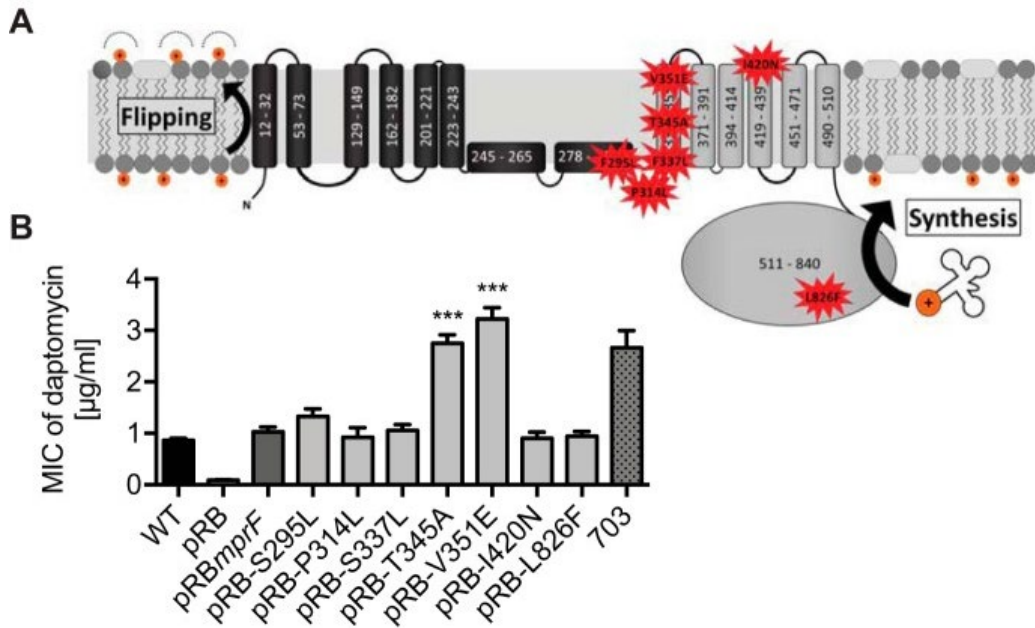 A
Flipping
12 - 32
53 - 73
129 - 149
162 - 182
201 - 221
223 - 243
245 - 265
278 -
V351E
T345A
F295L
F337L
P314L
371 - 391
394 - 414
I420N
419 - 439
451 - 471
490 - 510
N
Synthesis
511 - 840
L826F
+
B
MIC of daptomycin
[µg/ml]
4
3
2
1
0
***
***
WT
pRB
pRBmprF
pRB-S295L
pRB-P314L
pRB-S337L
pRB-T345A
pRB-V351E
pRB-I420N
pRB-L826F
703